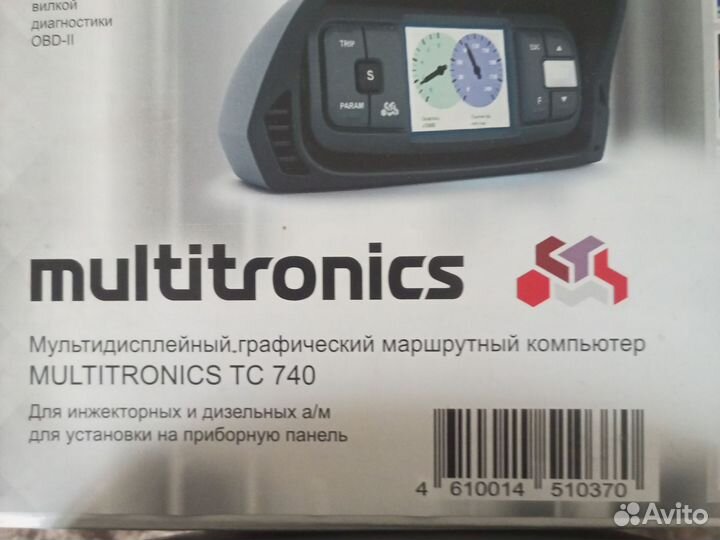 вилкой
диагностики
OBD-II
TRIP
S
PARAM
ESC
F
multitronics
Мультидисплейный.графический маршрутный компьютер
MULTITRONICS TC 740
Для инжекторных и дизельных а/м
для установки на приборную панель
4 610014 510370
Avito